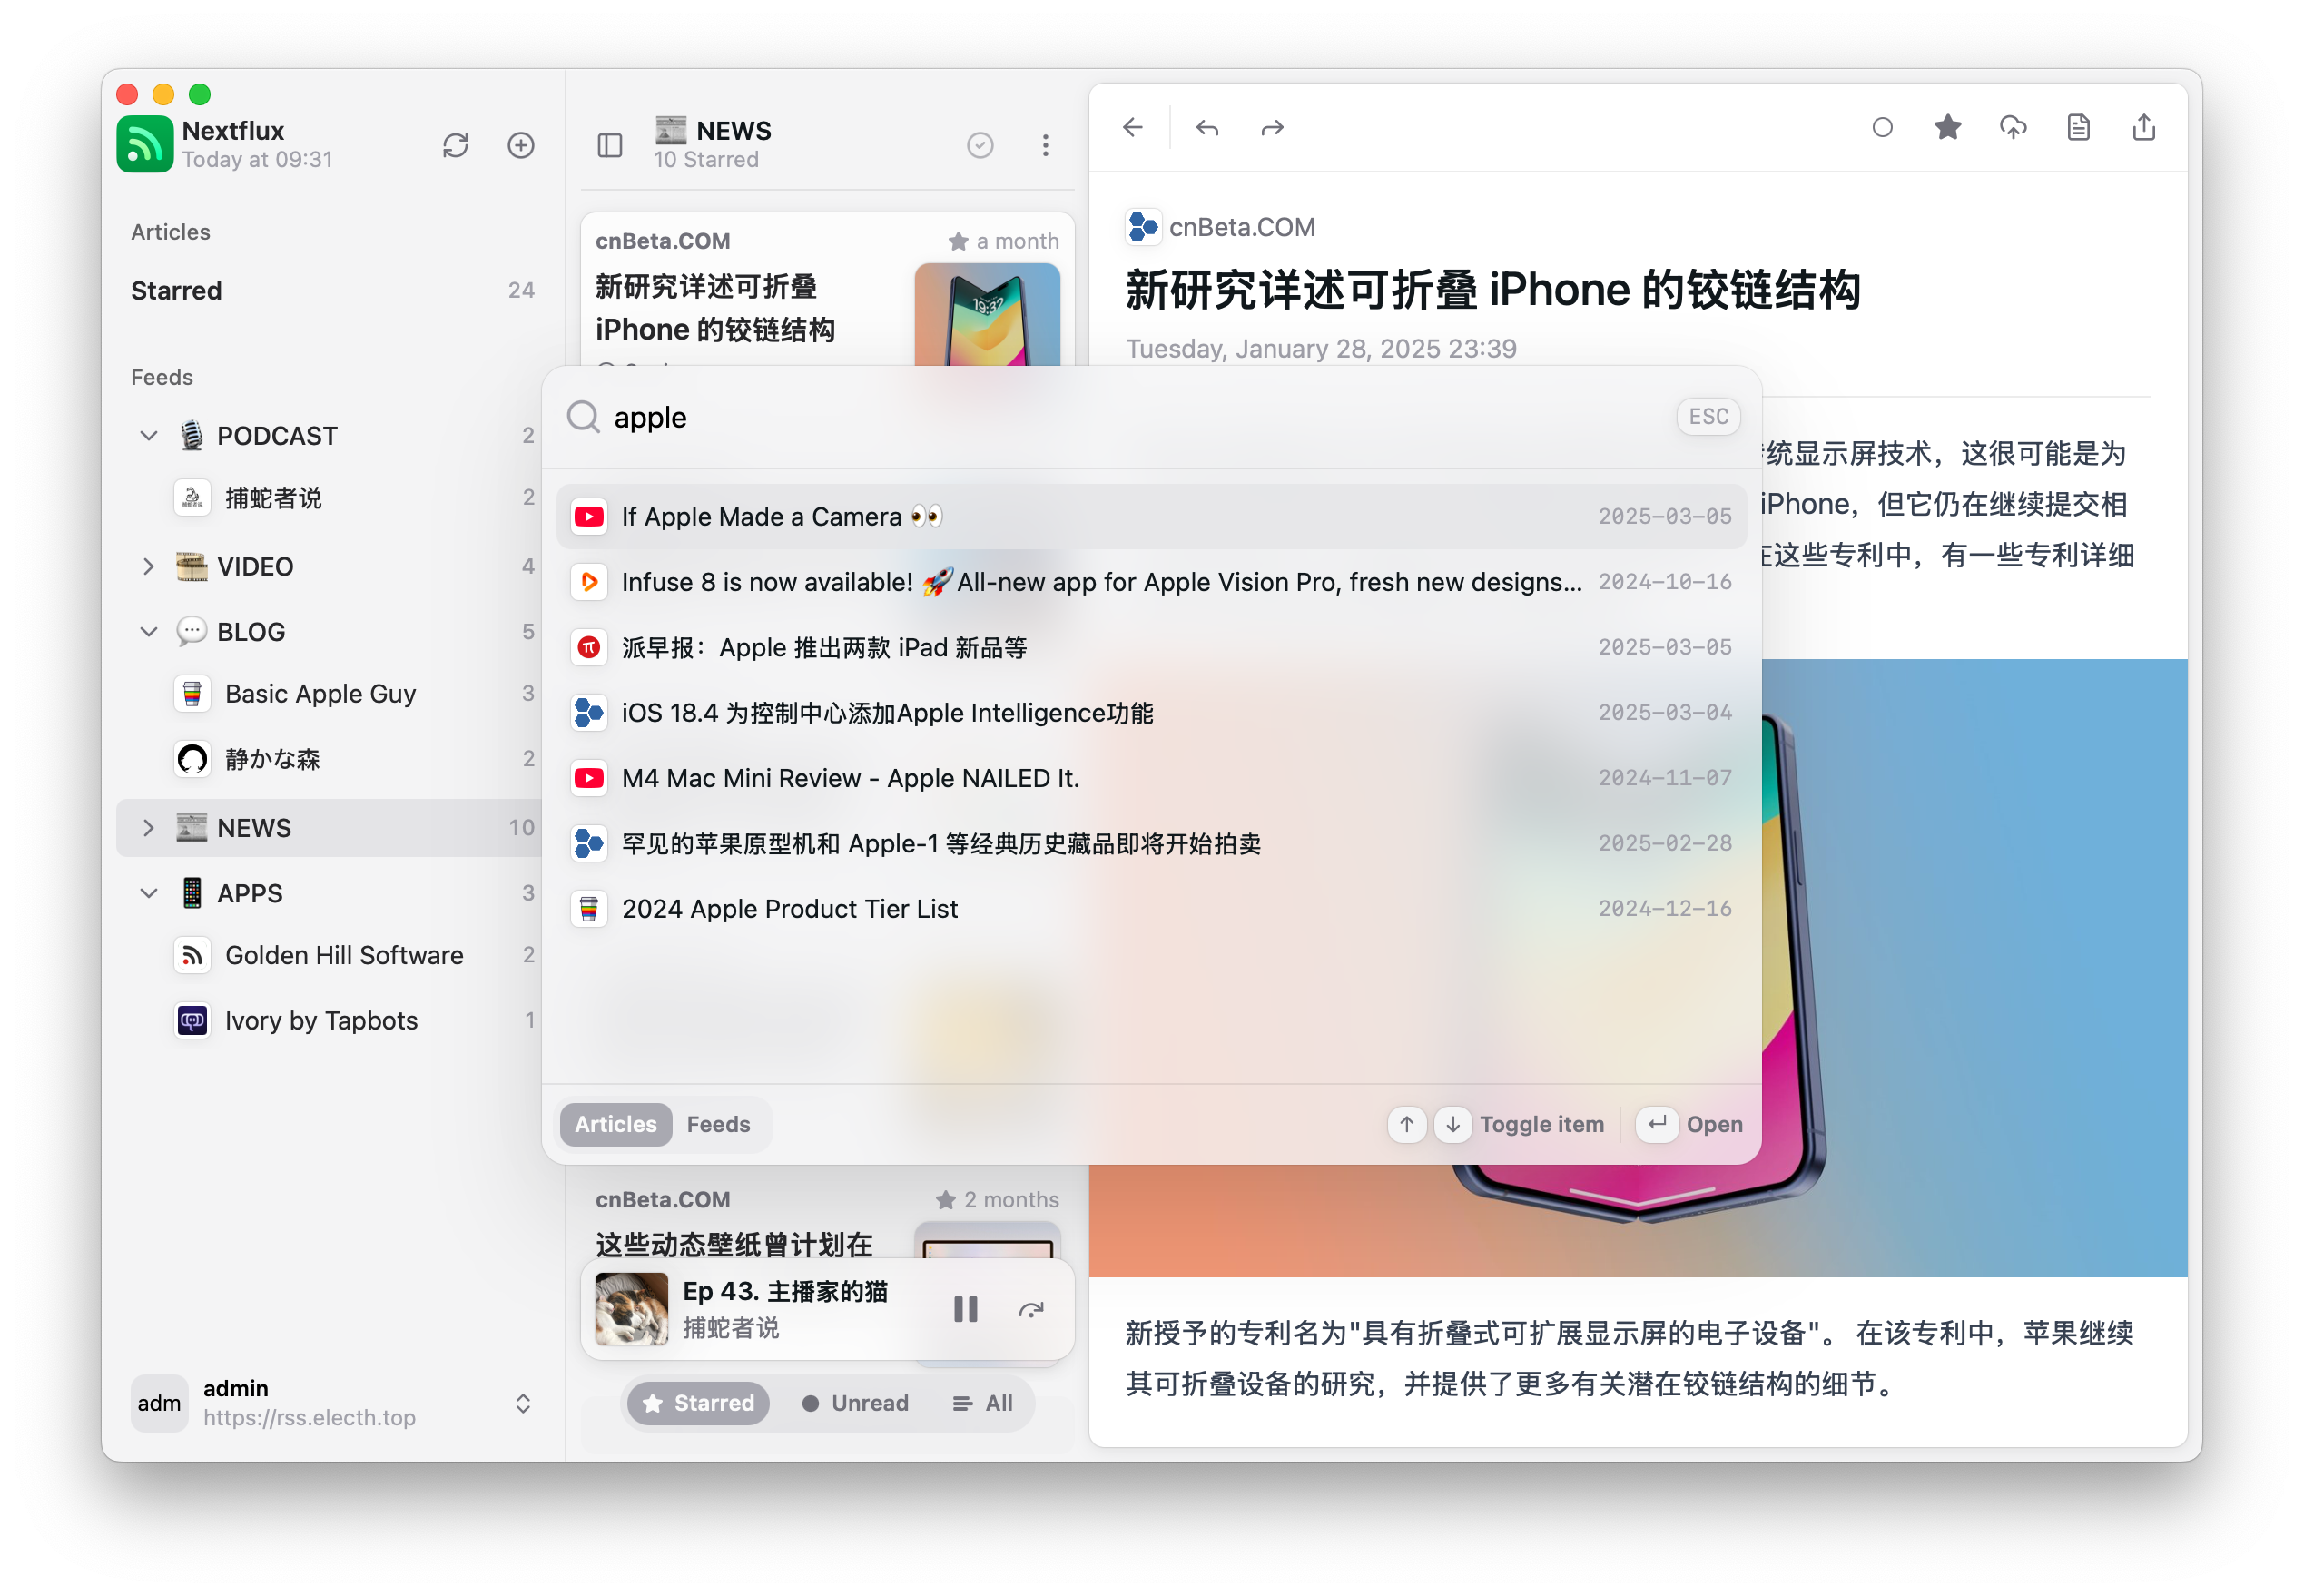 Nextflux
Today at 09:31
Articles
Starred 24
Feeds
PODCAST 2
捕蛇者说 2
VIDEO 4
BLOG 5
Basic Apple Guy 3
静かな森 2
NEWS 10
APPS 3
Golden Hill Software 2
Ivory by Tapbots 1
adm
admin
https://rss.electh.top
NEWS
10 Starred
cnBeta.COM a month
新研究详述可折叠
iPhone 的铰链结构
19:37
apple ESC
If Apple Made a Camera 👀 2025-03-05
Infuse 8 is now available! 🚀All-new app for Apple Vision Pro, fresh new designs... 2024-10-16
派早报：Apple 推出两款 iPad 新品等 2025-03-05
iOS 18.4 为控制中心添加Apple Intelligence功能 2025-03-04
M4 Mac Mini Review - Apple NAILED It. 2024-11-07
罕见的苹果原型机和 Apple-1 等经典历史藏品即将开始拍卖 2025-02-28
2024 Apple Product Tier List 2024-12-16
Articles Feeds
Toggle item Open
cnBeta.COM 2 months
这些动态壁纸曾计划在
Ep 43. 主播家的猫
捕蛇者说
Starred Unread All
cnBeta.COM
新研究详述可折叠 iPhone 的铰链结构
Tuesday, January 28, 2025 23:39
统显示屏技术，这很可能是为
iPhone，但它仍在继续提交相
在这些专利中，有一些专利详细
新授予的专利名为"具有折叠式可扩展显示屏的电子设备"。 在该专利中，苹果继续
其可折叠设备的研究，并提供了更多有关潜在铰链结构的细节。